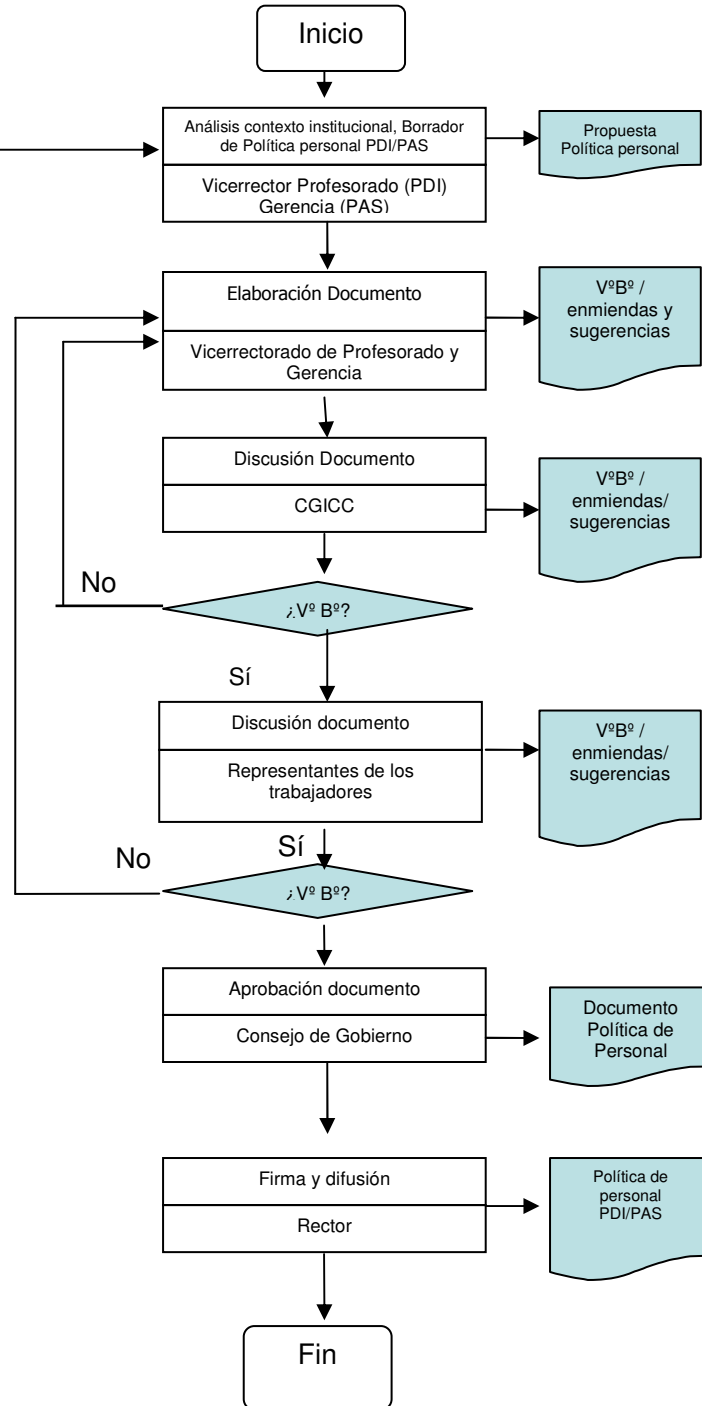 Inicio
Análisis contexto institucional, Borrador
de Política personal PDI/PAS
Vicerrector Profesorado (PDI)
Gerencia (PAS)
Propuesta
Política personal
Elaboración Documento
Vicerrectorado de Profesorado y
Gerencia
VºBº /
enmiendas y
sugerencias
Discusión Documento
CGICC
VºBº /
enmiendas/
sugerencias
No
¿Vº Bº?
Sí
Discusión documento
Representantes de los
trabajadores
VºBº /
enmiendas/
sugerencias
No
Sí
¿Vº Bº?
Aprobación documento
Consejo de Gobierno
Documento
Política de
Personal
Firma y difusión
Rector
Política de
personal
PDI/PAS
Fin